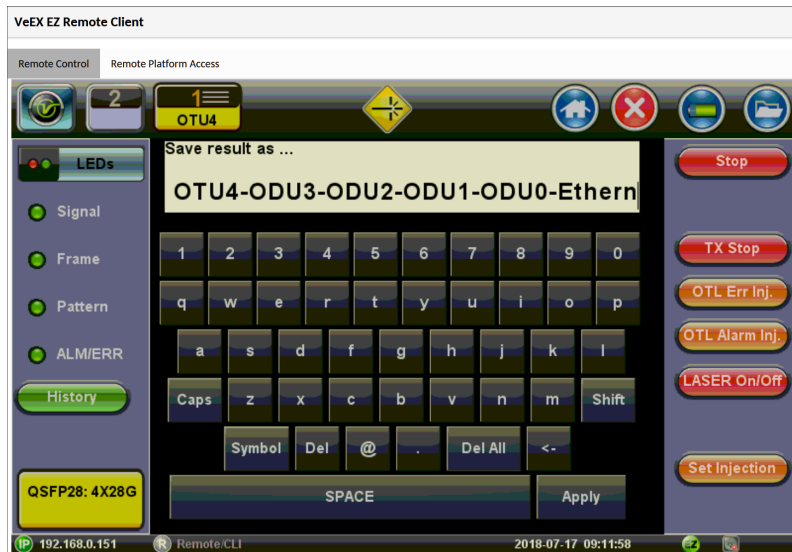 VeEX EZ Remote Client
Remote Control Remote Platform Access
2 1 OTU4
LEDs
Signal
Frame
Pattern
ALM/ERR
History
QSFP28: 4X28G
Save result as ...
OTU4-ODU3-ODU2-ODU1-ODU0-Ethern
1 2 3 4 5 6 7 8 9 0
q w e r t y u i o p
a s d f g h j k l
Caps z x c b v n m Shift
Symbol Del @ . Del All <-
SPACE Apply
Stop
TX Stop
OTL Err Inj.
OTL Alarm Inj.
LASER On/Off
Set Injection
IP 192.168.0.151 R Remote/CLI 2018-07-17 09:11:58 EZ